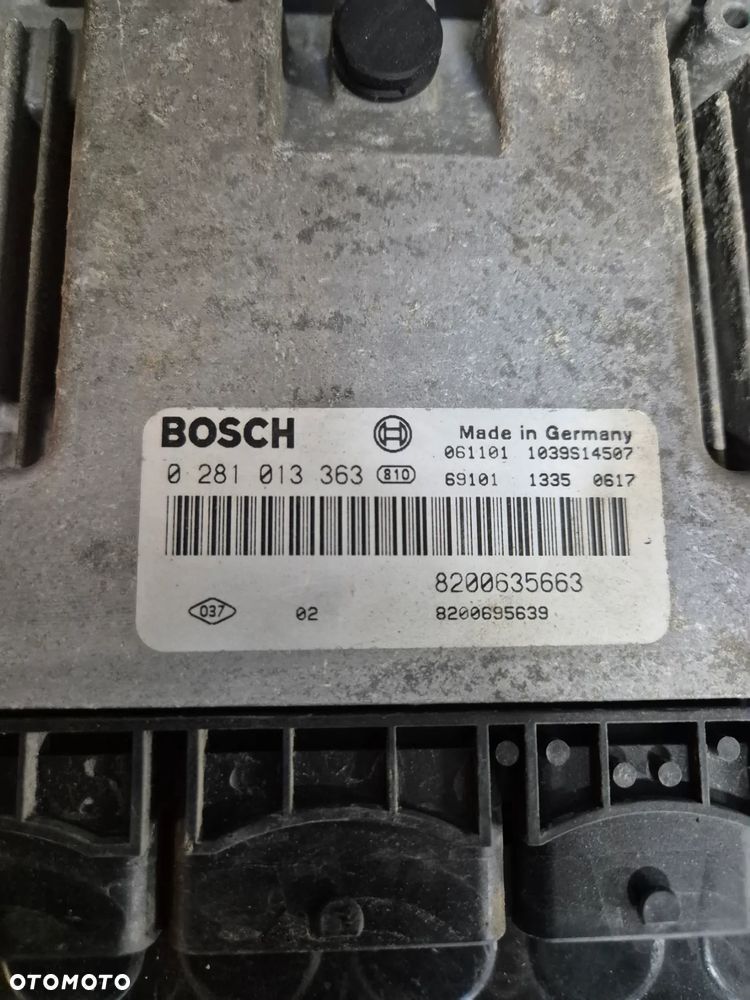 BOSCH
Made in Germany
061101 1039S14507
0 281 013 363 810
69101 1335 0617
8200635663
037 02 8200695639
OTOMOTO